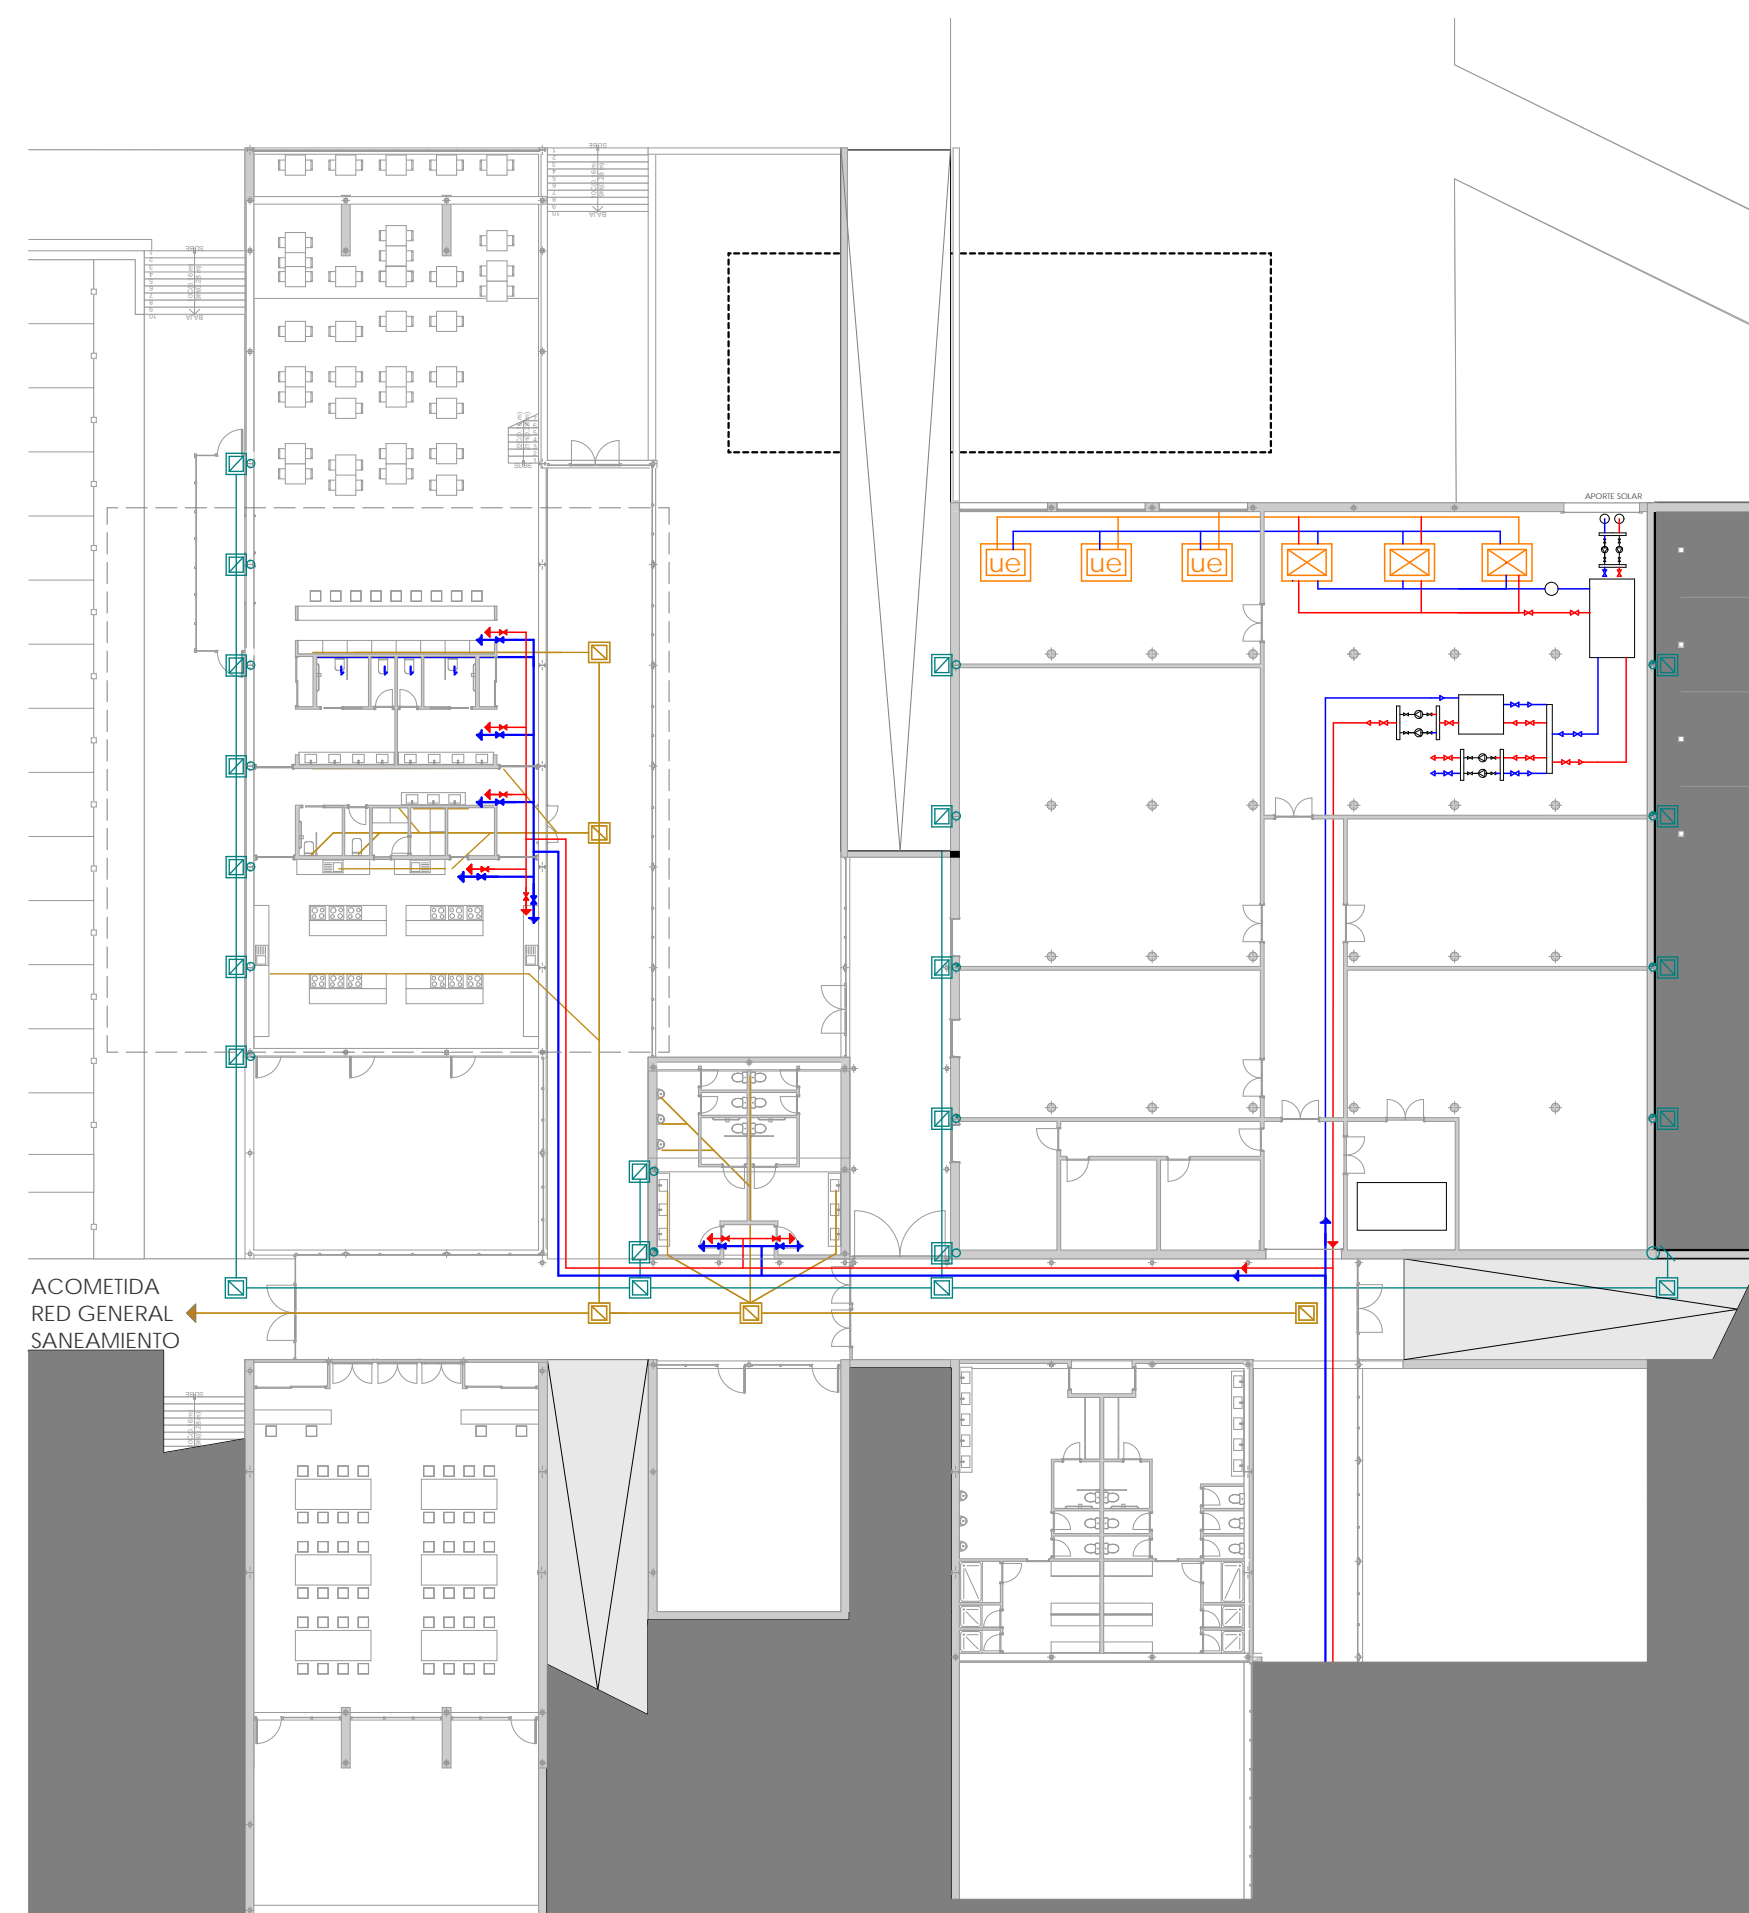 SUBE
BAJA
SUBE
BAJA
SUBE
APORTE SOLAR
ue
ue
ue
ACOMETIDA
RED GENERAL
SANEAMIENTO
SUBE